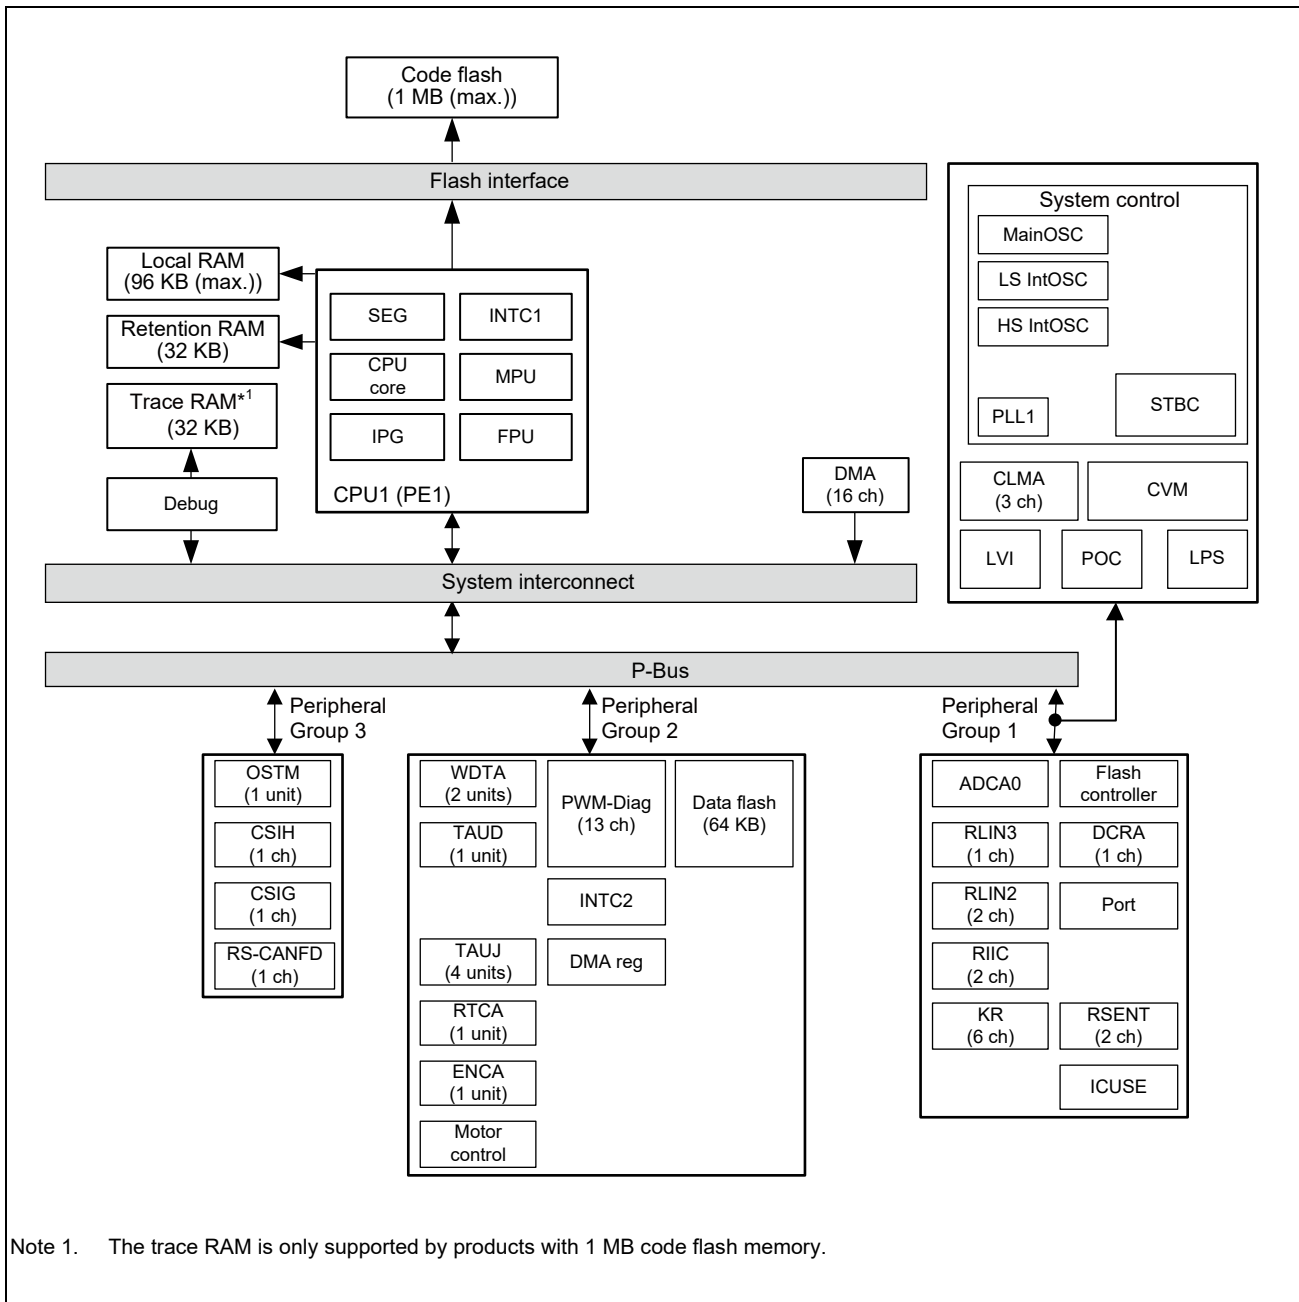 Code flash
(1 MB (max.))
Flash interface
Local RAM
(96 KB (max.))
Retention RAM
(32 KB)
Trace RAM*1
(32 KB)
Debug
SEG
INTC1
CPU
core
MPU
IPG
FPU
CPU1 (PE1)
DMA
(16 ch)
System control
MainOSC
LS IntOSC
HS IntOSC
PLL1
STBC
CLMA
(3 ch)
CVM
LVI
POC
LPS
System interconnect
P-Bus
Peripheral
Group 3
Peripheral
Group 2
Peripheral
Group 1
OSTM
(1 unit)
CSIH
(1 ch)
CSIG
(1 ch)
RS-CANFD
(1 ch)
WDTA
(2 units)
TAUD
(1 unit)
TAUJ
(4 units)
RTCA
(1 unit)
ENCA
(1 unit)
Motor
control
PWM-Diag
(13 ch)
INTC2
DMA reg
Data flash
(64 KB)
ADCA0
RLIN3
(1 ch)
RLIN2
(2 ch)
RIIC
(2 ch)
KR
(6 ch)
Flash
controller
DCRA
(1 ch)
Port
RSENT
(2 ch)
ICUSE
Note 1. The trace RAM is only supported by products with 1 MB code flash memory.